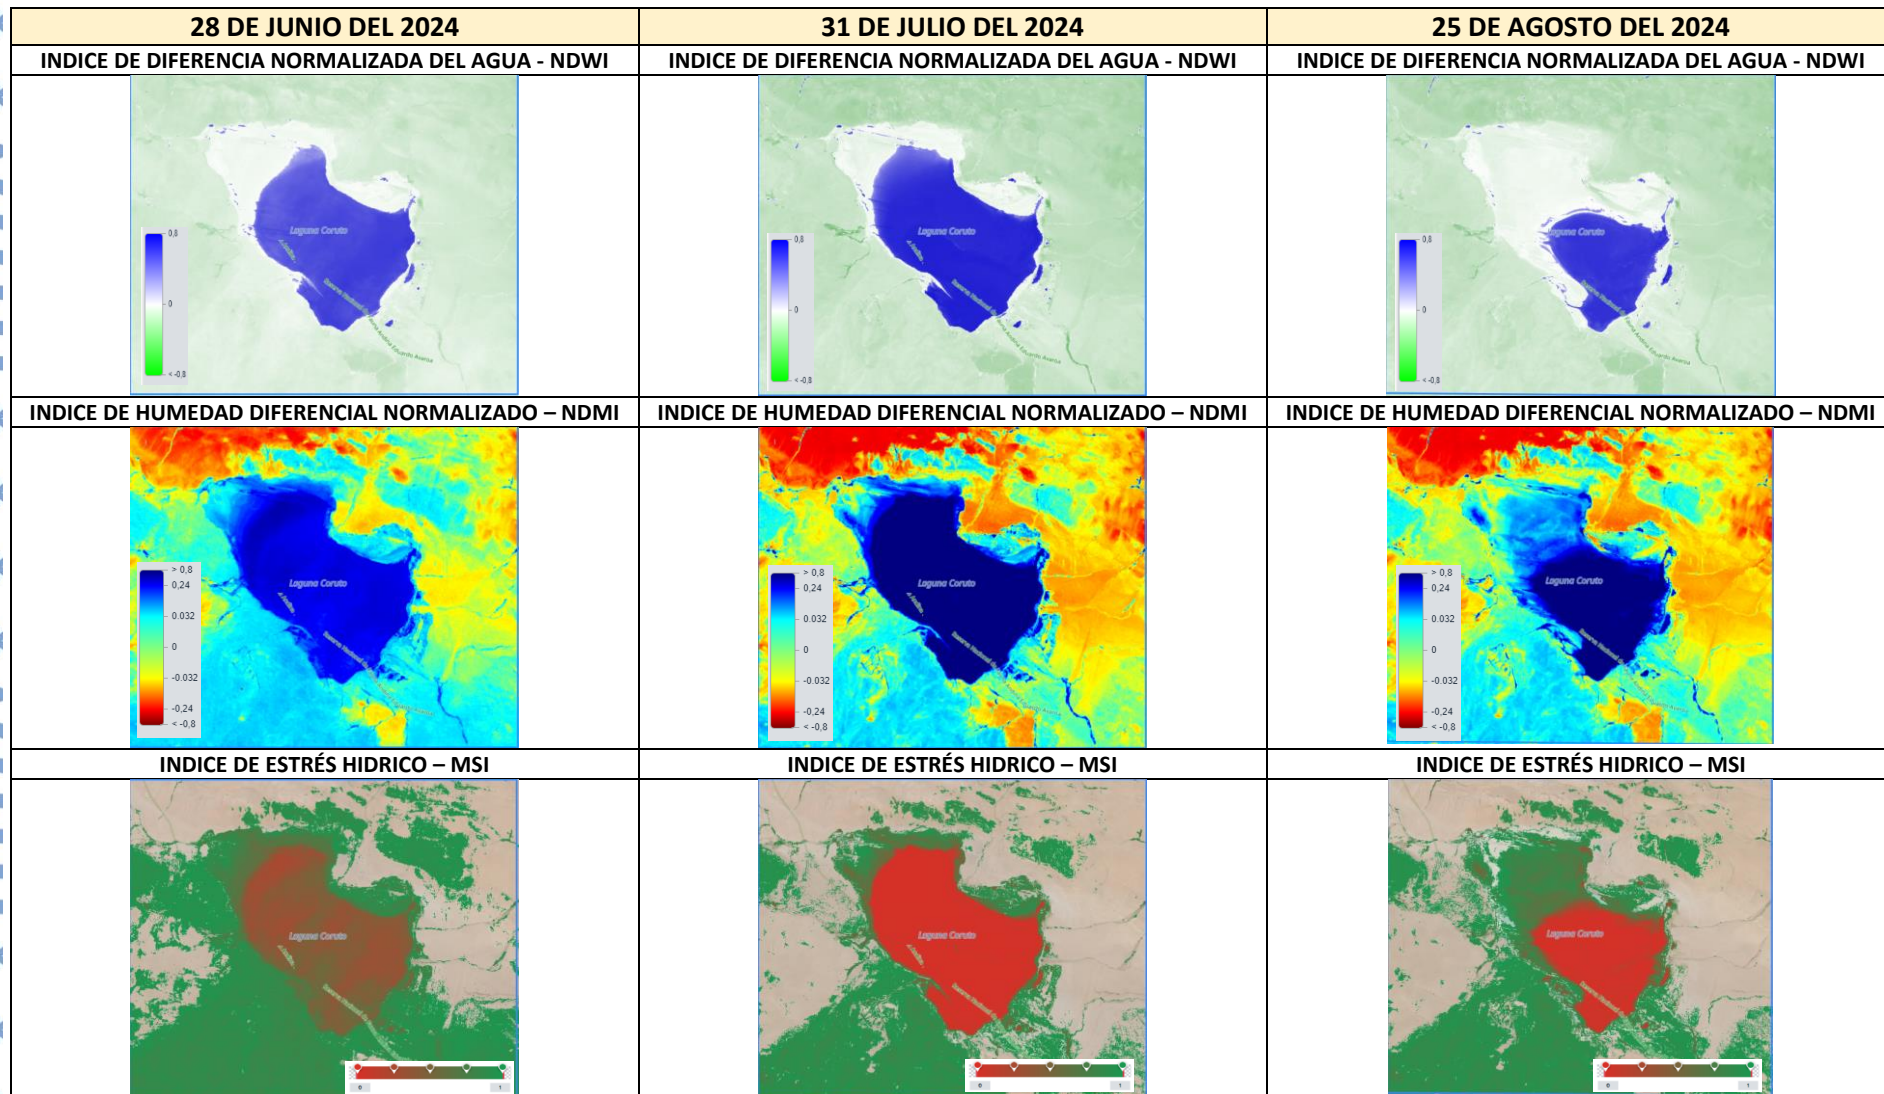 28 DE JUNIO DEL 2024
31 DE JULIO DEL 2024
25 DE AGOSTO DEL 2024
INDICE DE DIFERENCIA NORMALIZADA DEL AGUA - NDWI
INDICE DE DIFERENCIA NORMALIZADA DEL AGUA - NDWI
INDICE DE DIFERENCIA NORMALIZADA DEL AGUA - NDWI
Laguna Coruto
0,8
0
< -0,8
Laguna Coruto
0,8
0
< -0,8
Laguna Coruto
0,8
0
< -0,8
INDICE DE HUMEDAD DIFERENCIAL NORMALIZADO – NDMI
INDICE DE HUMEDAD DIFERENCIAL NORMALIZADO – NDMI
INDICE DE HUMEDAD DIFERENCIAL NORMALIZADO – NDMI
Laguna Coruto
> 0,8
0,24
0.032
0
-0.032
-0,24
< -0,8
Laguna Coruto
> 0,8
0,24
0.032
0
-0.032
-0,24
< -0,8
Laguna Coruto
> 0,8
0,24
0.032
0
-0.032
-0,24
< -0,8
INDICE DE ESTRÉS HIDRICO – MSI
INDICE DE ESTRÉS HIDRICO – MSI
INDICE DE ESTRÉS HIDRICO – MSI
Laguna Coruto
0
1
Laguna Coruto
0
1
Laguna Coruto
0
1